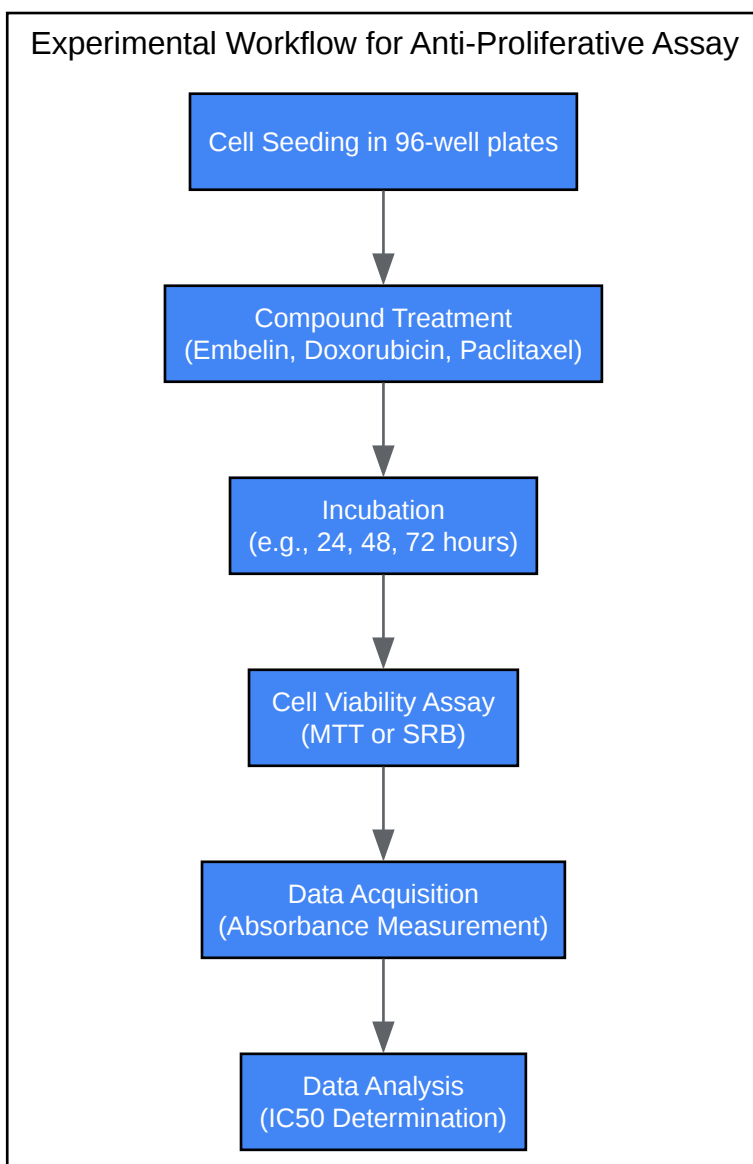 Experimental Workflow for Anti-Proliferative Assay
Cell Seeding in 96-well plates
Compound Treatment
(Embelin, Doxorubicin, Paclitaxel)
Incubation
(e.g., 24, 48, 72 hours)
Cell Viability Assay
(MTT or SRB)
Data Acquisition
(Absorbance Measurement)
Data Analysis
(IC50 Determination)